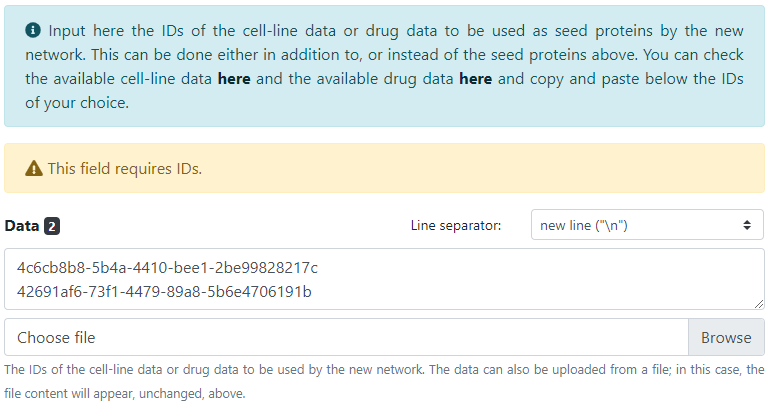 Input here the IDs of the cell-line data or drug data to be used as seed proteins by the new
network. This can be done either in addition to, or instead of the seed proteins above. You can check
the available cell-line data here and the available drug data here and copy and paste below the IDs
of your choice.
This field requires IDs.
Data 2 Line separator: new line ("\n")
4c6cb8b8-5b4a-4410-bee1-2be99828217c
42691af6-73f1-4479-89a8-5b6e4706191b
Choose file Browse
The IDs of the cell-line data or drug data to be used by the new network. The data can also be uploaded from a file; in this case, the
file content will appear, unchanged, above.